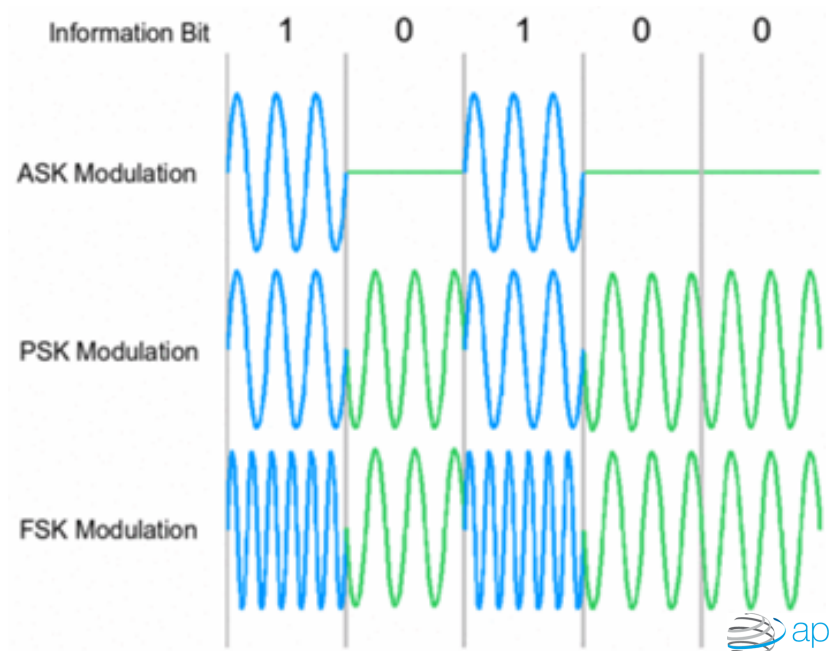 Information Bit 1 0 1 0 0
ASK Modulation
PSK Modulation
FSK Modulation
ap